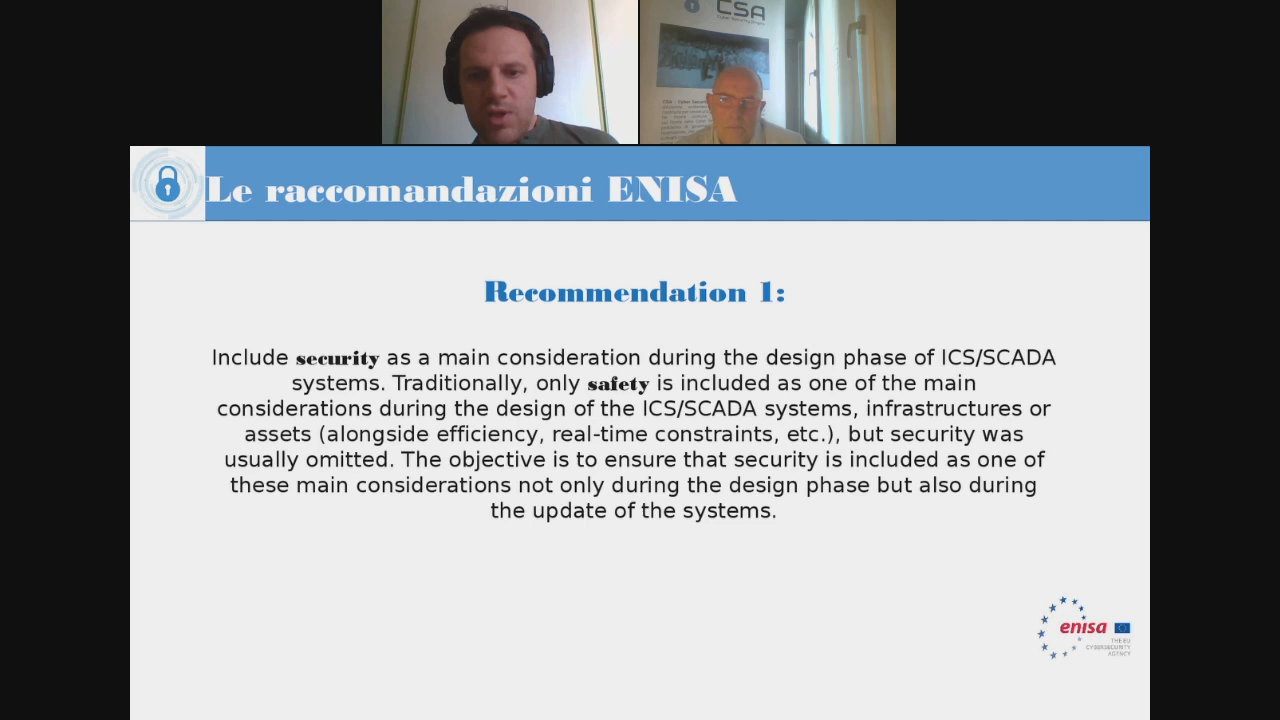 CSA
Le raccomandazioni ENISA
Recommendation 1:
Include security as a main consideration during the design phase of ICS/SCADA
systems. Traditionally, only safety is included as one of the main
considerations during the design of the ICS/SCADA systems, infrastructures or
assets (alongside efficiency, real-time constraints, etc.), but security was
usually omitted. The objective is to ensure that security is included as one of
these main considerations not only during the design phase but also during
the update of the systems.
enisa
THE EU
CYBERSECURITY
AGENCY